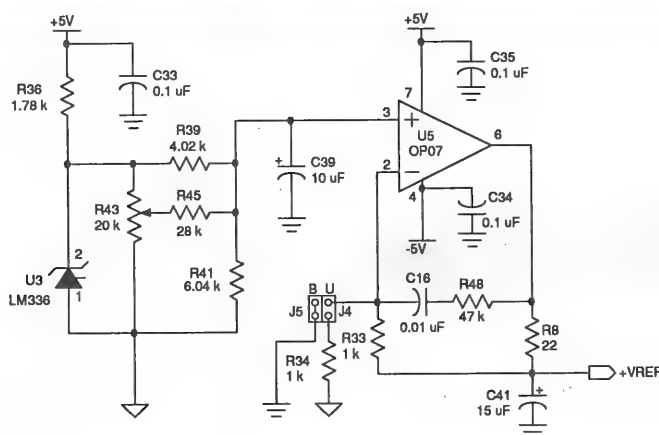 +5V
R36
1.78 k
C33
0.1 uF
R39
4.02 k
R43
20 k
R45
28 k
R41
6.04 k
U3
LM336
2
1
C39
10 uF
+
+5V
C35
0.1 uF
7
3
+
U5
OP07
6
2
−
4
C34
0.1 uF
-5V
C16
0.01 uF
R48
47 k
B U
J5
J4
R33
1 k
R34
1 k
R8
22
+VREF
C41
15 uF
+